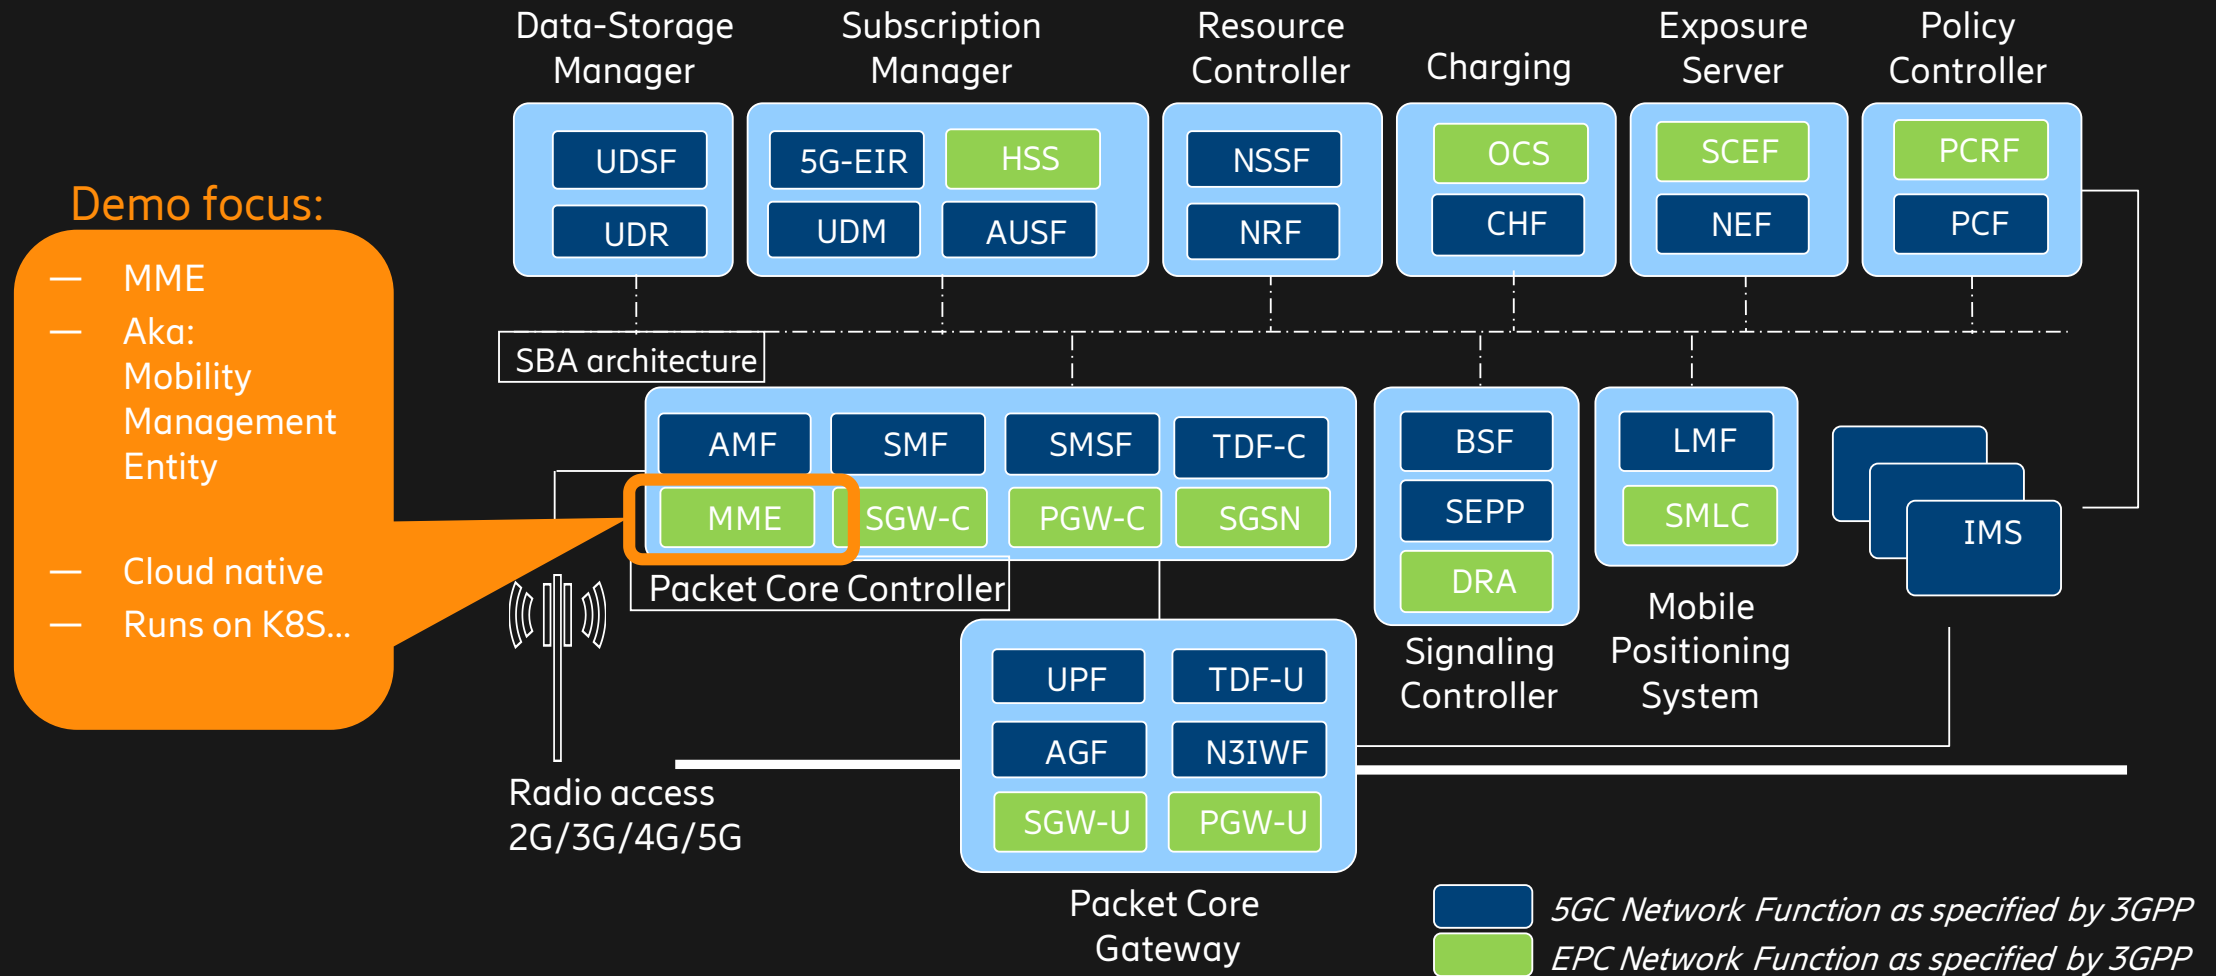 Data-Storage
Manager
Subscription
Manager
Resource
Controller
Charging
Exposure
Server
Policy
Controller
UDSF
UDR
5G-EIR
HSS
UDM
AUSF
NSSF
NRF
OCS
CHF
SCEF
NEF
PCRF
PCF
Demo focus:
— MME
— Aka:
Mobility
Management
Entity
— Cloud native
— Runs on K8S...
SBA architecture
AMF
SMF
SMSF
TDF-C
MME
SGW-C
PGW-C
SGSN
Packet Core Controller
BSF
SEPP
DRA
Signaling
Controller
LMF
SMLC
Mobile
Positioning
System
IMS
UPF
TDF-U
AGF
N3IWF
SGW-U
PGW-U
Packet Core
Gateway
Radio access
2G/3G/4G/5G
5GC Network Function as specified by 3GPP
EPC Network Function as specified by 3GPP